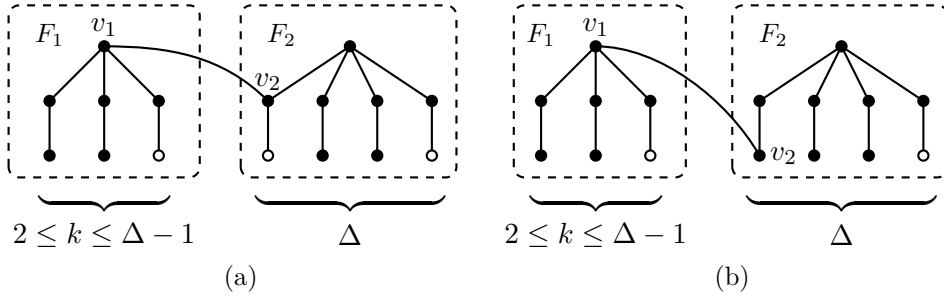 F₁ v₁ F₂ F₁ v₁ F₂
v₂
v₂
2 ≤ k ≤ Δ − 1 Δ 2 ≤ k ≤ Δ − 1 Δ
(a) (b)